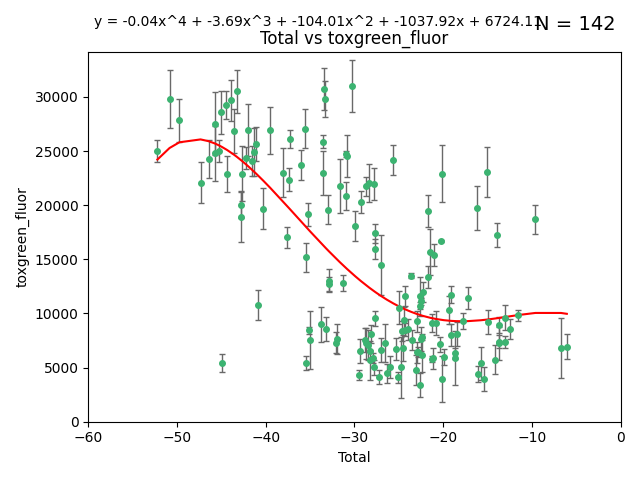 y = -0.04x^4 + -3.69x^3 + -104.01x^2 + -1037.92x + 6724.11
N = 142
Total vs toxgreen_fluor
toxgreen_fluor
30000
25000
20000
15000
10000
5000
0
−60
−50
−40
−30
−20
−10
0
Total